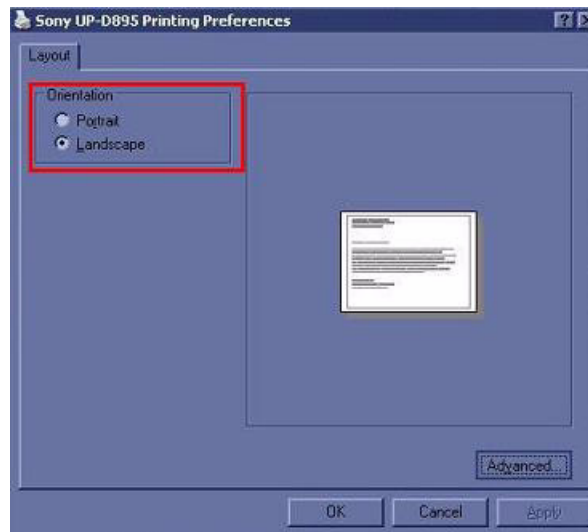 Sony UP-D895 Printing Preferences
Layout
Orientation
Portrait
Landscape
Advanced...
OK Cancel Apply